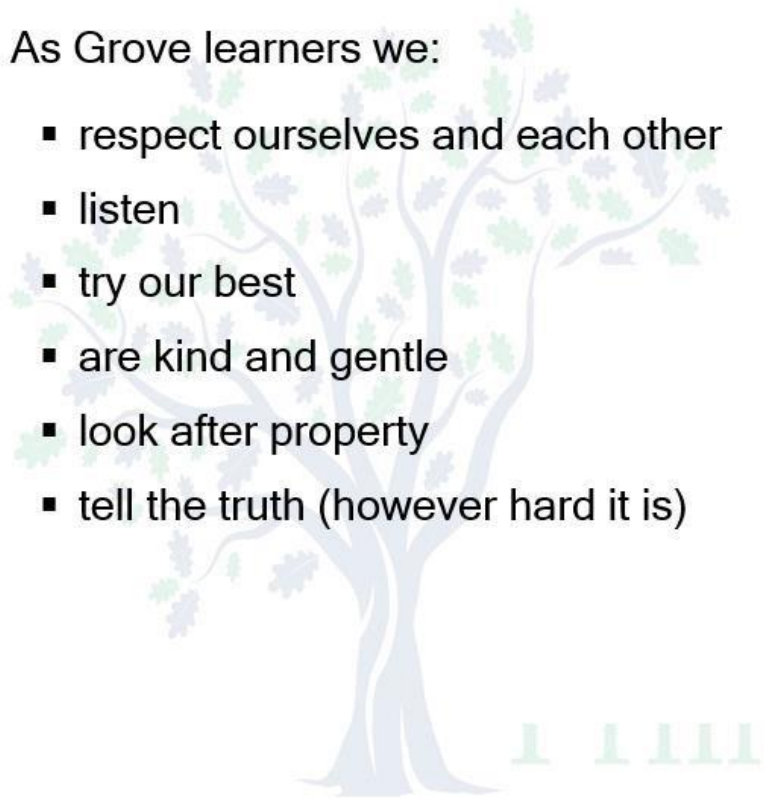 As Grove learners we:
▪ respect ourselves and each other
▪ listen
▪ try our best
▪ are kind and gentle
▪ look after property
▪ tell the truth (however hard it is)